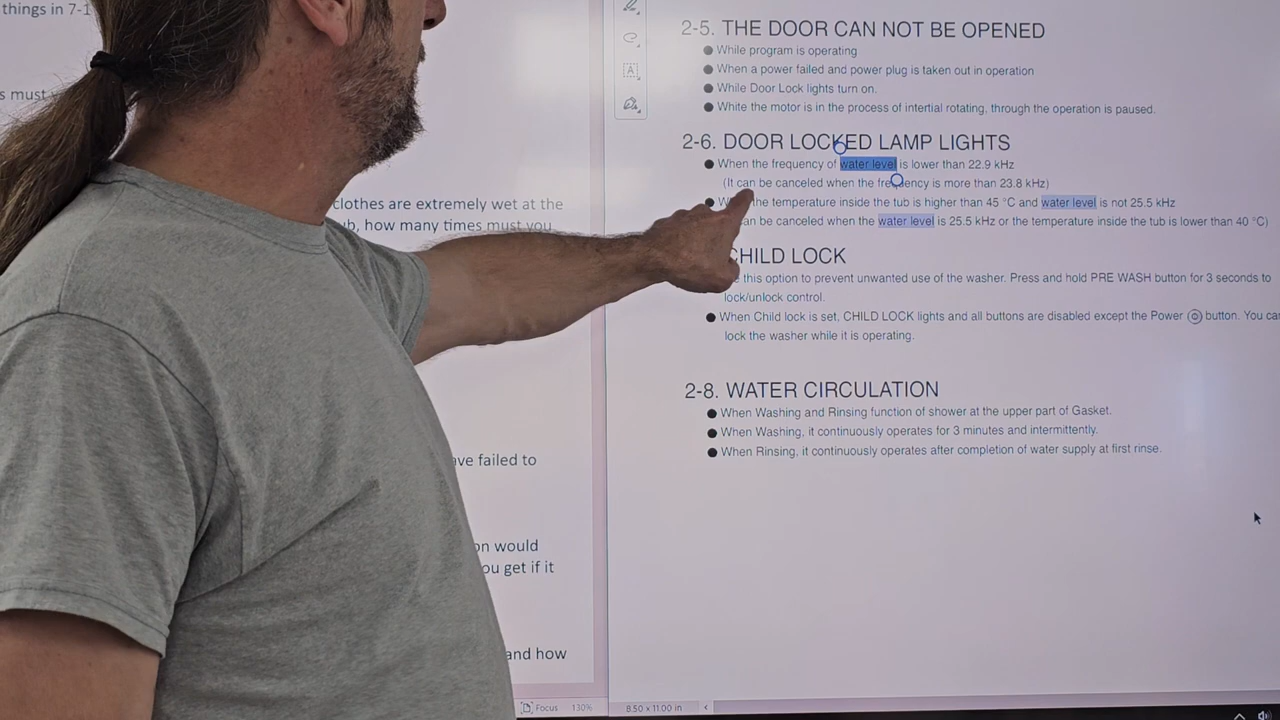 things in 7-1
s must
clothes are extremely wet at the
ub, how many times must you
ave failed to
on would
ou get if it
and how
Focus 130%
2-5. THE DOOR CAN NOT BE OPENED
● While program is operating
● When a power failed and power plug is taken out in operation
● While Door Lock lights turn on.
● White the motor is in the process of intertial rotating, through the operation is paused.
2-6. DOOR LOCKED LAMP LIGHTS
● When the frequency of water level is lower than 22.9 kHz
(It can be canceled when the frequency is more than 23.8 kHz)
● the temperature inside the tub is higher than 45 °C and water level is not 25.5 kHz
can be canceled when the water level is 25.5 kHz or the temperature inside the tub is lower than 40 °C)
CHILD LOCK
this option to prevent unwanted use of the washer. Press and hold PRE WASH button for 3 seconds to
lock/unlock control.
● When Child lock is set, CHILD LOCK lights and all buttons are disabled except the Power button. You can
lock the washer while it is operating.
2-8. WATER CIRCULATION
● When Washing and Rinsing function of shower at the upper part of Gasket.
● When Washing, it continuously operates for 3 minutes and intermittently.
● When Rinsing, it continuously operates after completion of water supply at first rinse.
8.50 x 11.00 in